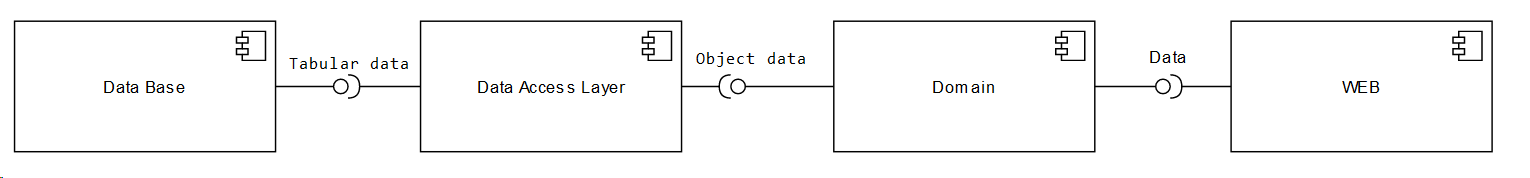 Data Base
Tabular data
Data Access Layer
Object data
Domain
Data
WEB